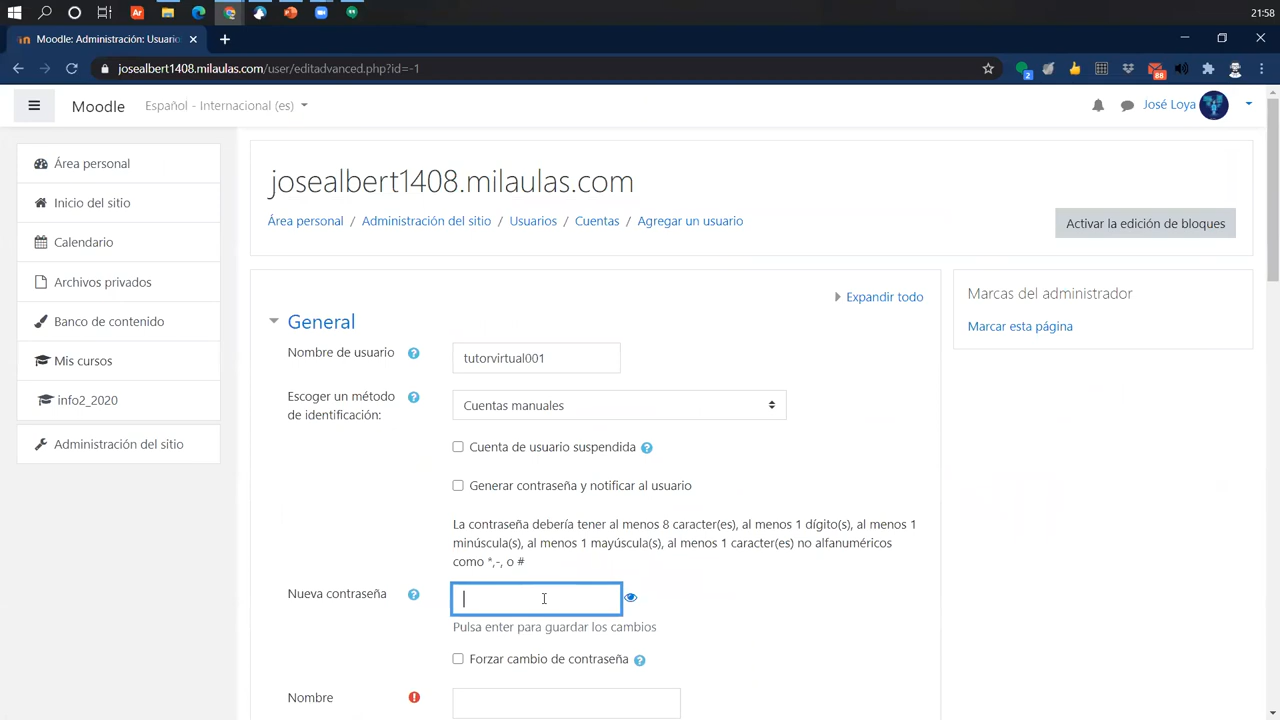 21:58
Moodle: Administración: Usuario
josealbert1408.milaulas.com/user/editadvanced.php?id=-1
2
88
Moodle
Español - Internacional (es)
José Loya
Área personal
Inicio del sitio
Calendario
Archivos privados
Banco de contenido
Mis cursos
info2_2020
Administración del sitio
josealbert1408.milaulas.com
Área personal / Administración del sitio / Usuarios / Cuentas / Agregar un usuario
Activar la edición de bloques
Expandir todo
General
Nombre de usuario
tutorvirtual001
Escoger un método
de identificación:
Cuentas manuales
Cuenta de usuario suspendida
Generar contraseña y notificar al usuario
La contraseña debería tener al menos 8 caracter(es), al menos 1 dígito(s), al menos 1
minúscula(s), al menos 1 mayúscula(s), al menos 1 caracter(es) no alfanuméricos
como *,-, o #
Nueva contraseña
Pulsa enter para guardar los cambios
Forzar cambio de contraseña
Nombre
Marcas del administrador
Marcar esta página